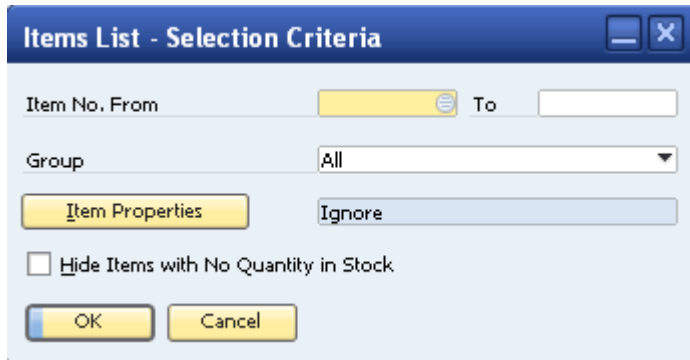 Items List - Selection Criteria
Item No. From To
Group All
Item Properties Ignore
Hide Items with No Quantity in Stock
OK Cancel